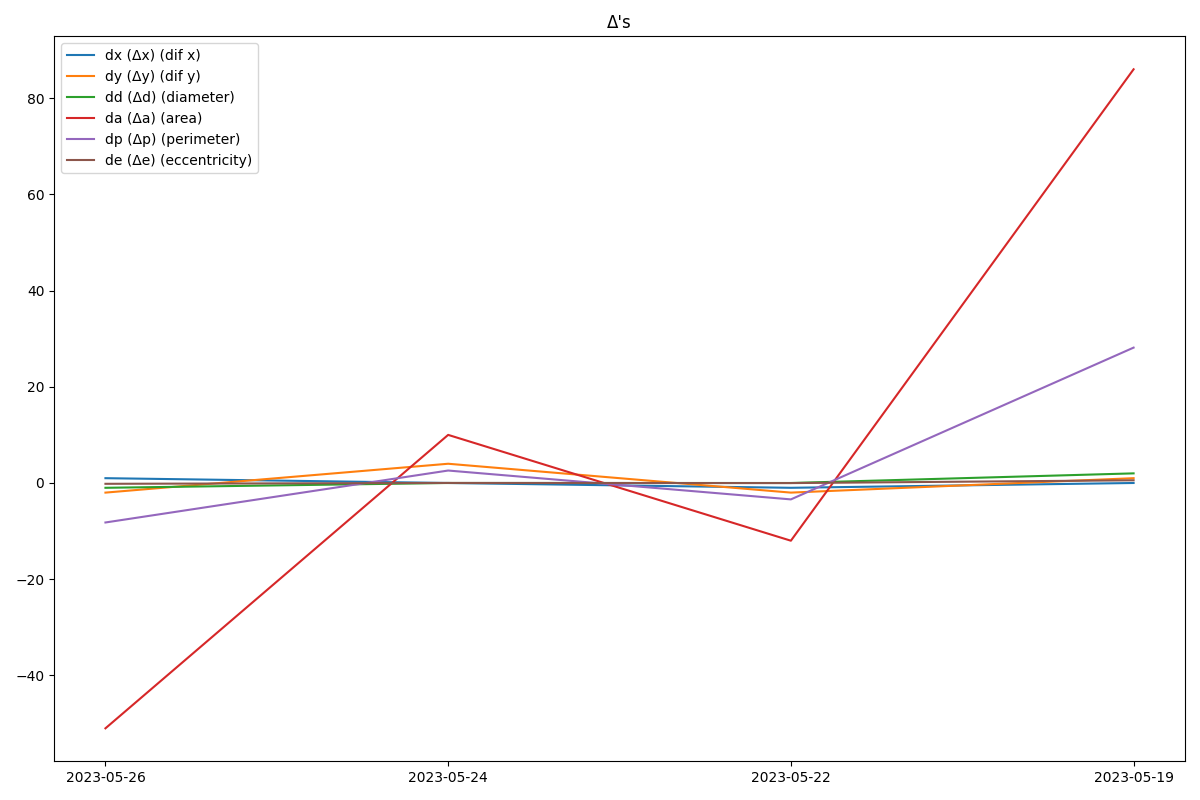 Δ's
dx (Δx) (dif x)
dy (Δy) (dif y)
dd (Δd) (diameter)
da (Δa) (area)
dp (Δp) (perimeter)
de (Δe) (eccentricity)
80
60
40
20
0
−20
−40
2023-05-26 2023-05-24 2023-05-22 2023-05-19